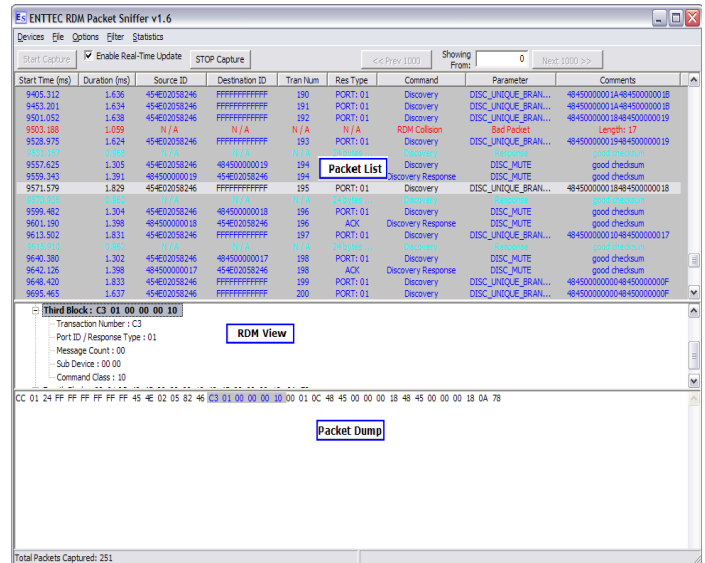 ENTTEC RDM Packet Sniffer v1.6
Devices File Options Filter Statistics
Start Capture Enable Real-Time Update STOP Capture << Prev 1000 Showing From: 0 Next 1000 >>
Start Time (ms) Duration (ms) Source ID Destination ID Tran Num Res Type Command Parameter Comments
9405.312 1.636 454E02058246 FFFFFFFFFFFF 190 PORT: 01 Discovery DISC_UNIQUE_BRAN... 48450000001A48450000001B
9453.201 1.634 454E02058246 FFFFFFFFFFFF 191 PORT: 01 Discovery DISC_UNIQUE_BRAN... 48450000001A48450000001B
9501.052 1.638 454E02058246 FFFFFFFFFFFF 192 PORT: 01 Discovery DISC_UNIQUE_BRAN... 484500000018484500000019
9503.188 1.059 N / A N / A N / A N / A RDM Collision Bad Packet Length: 17
9528.975 1.624 454E02058246 FFFFFFFFFFFF 193 PORT: 01 Discovery DISC_UNIQUE_BRAN... 484500000019484500000019
N / A N / A Discovery Response good checksum
9557.625 1.305 454E02058246 484500000019 194 Discovery DISC_MUTE good checksum
9559.343 1.391 484500000019 454E02058246 194 Discovery Response DISC_MUTE good checksum
9571.579 1.829 454E02058246 FFFFFFFFFFFF 195 PORT: 01 Discovery DISC_UNIQUE_BRAN... 484500000018484500000018
N / A N / A N / A 24 bytes ... Discovery Response good checksum
9599.482 1.304 454E02058246 484500000018 196 PORT: 01 Discovery DISC_MUTE good checksum
9601.190 1.398 484500000018 454E02058246 196 ACK Discovery Response DISC_MUTE good checksum
9613.502 1.831 454E02058246 FFFFFFFFFFFF 197 PORT: 01 Discovery DISC_UNIQUE_BRAN... 484500000010484500000017
N / A N / A N / A 24 bytes ... Discovery Response good checksum
9640.380 1.302 454E02058246 484500000017 198 PORT: 01 Discovery DISC_MUTE good checksum
9642.126 1.398 484500000017 454E02058246 198 ACK Discovery Response DISC_MUTE good checksum
9648.420 1.833 454E02058246 FFFFFFFFFFFF 199 PORT: 01 Discovery DISC_UNIQUE_BRAN... 48450000000048450000000F
9695.465 1.637 454E02058246 FFFFFFFFFFFF 200 PORT: 01 Discovery DISC_UNIQUE_BRAN... 48450000000048450000000F
Packet List
Third Block : C3 01 00 00 00 10
Transaction Number : C3
Port ID / Response Type : 01
Message Count : 00
Sub Device : 00 00
Command Class : 10
RDM View
CC 01 24 FF FF FF FF FF FF 45 4E 02 05 82 46 C3 01 00 00 00 10 00 01 0C 48 45 00 00 00 18 48 45 00 00 00 18 0A 78
Packet Dump
Total Packets Captured: 251